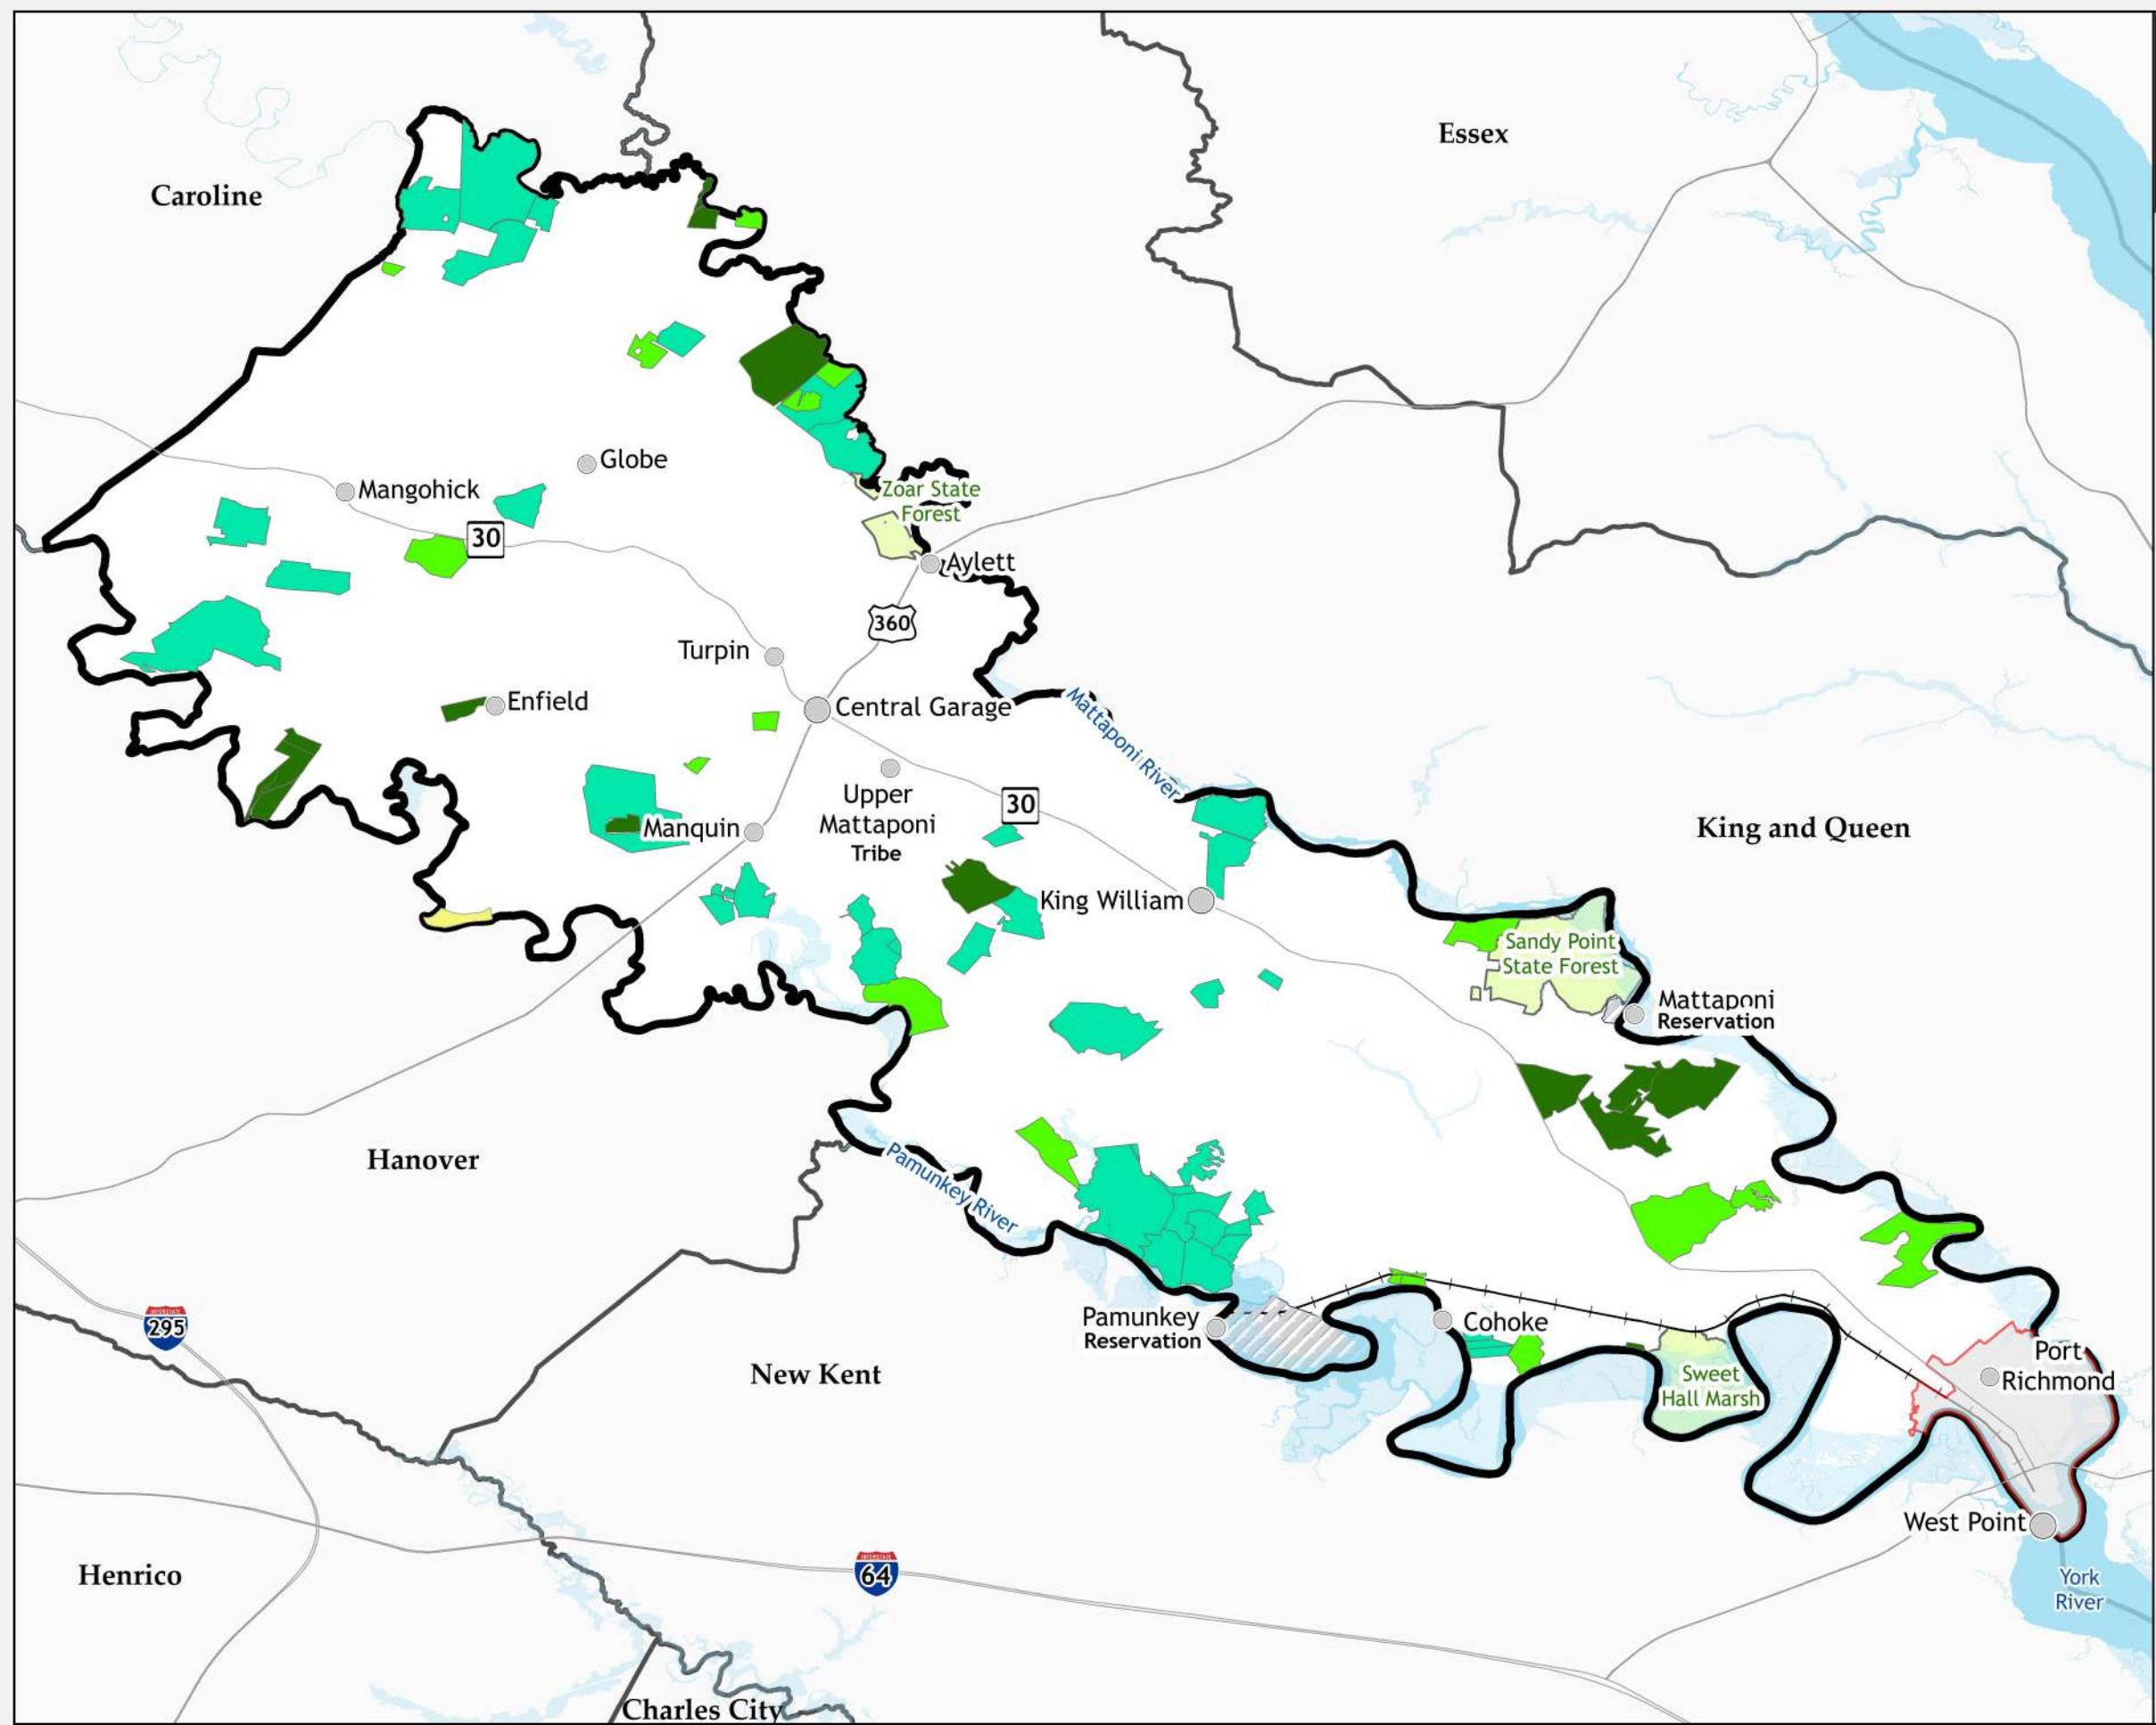 Essex
Caroline
Globe
Mangohick
Zoar State
Forest
30
Aylett
360
Turpin
Enfield
Central Garage
Mattaponi River
Upper
Mattaponi
Tribe
30
Manquin
King and Queen
King William
Sandy Point
State Forest
Mattaponi
Reservation
Hanover
Pamunkey River
Pamunkey
Reservation
Cohoke
INTERSTATE
295
Port
Richmond
New Kent
Sweet
Hall Marsh
West Point
Henrico
INTERSTATE
64
York
River
Charles City